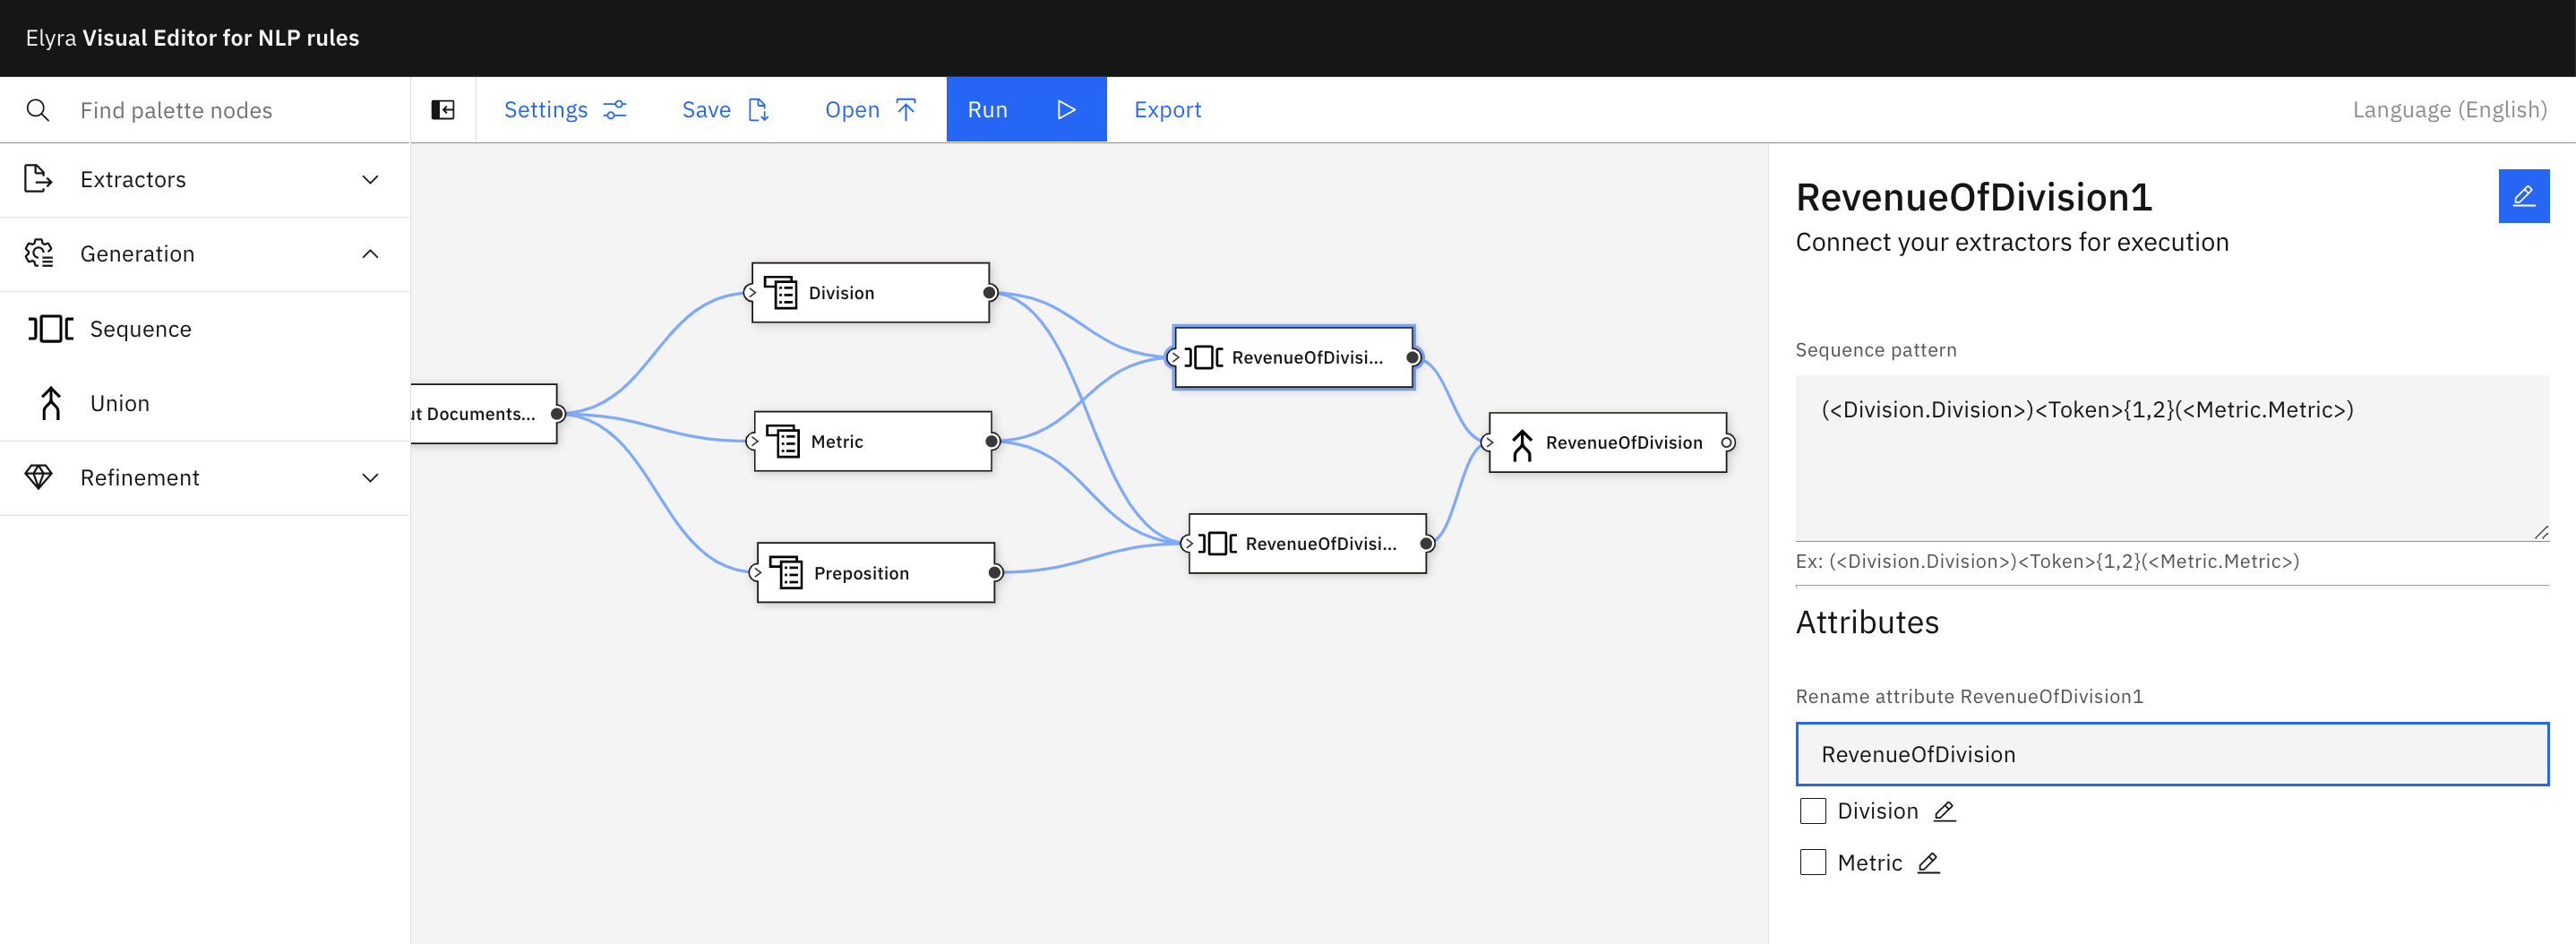 Elyra Visual Editor for NLP rules
Find palette nodes
Settings
Save
Open
Run
Export
Language (English)
Extractors
Generation
Sequence
Union
Refinement
ut Documents...
Division
Metric
Preposition
RevenueOfDivisi...
RevenueOfDivisi...
RevenueOfDivision
RevenueOfDivision1
Connect your extractors for execution
Sequence pattern
(<Division.Division>)<Token>{1,2}(<Metric.Metric>)
Ex: (<Division.Division>)<Token>{1,2}(<Metric.Metric>)
Attributes
Rename attribute RevenueOfDivision1
RevenueOfDivision
Division
Metric